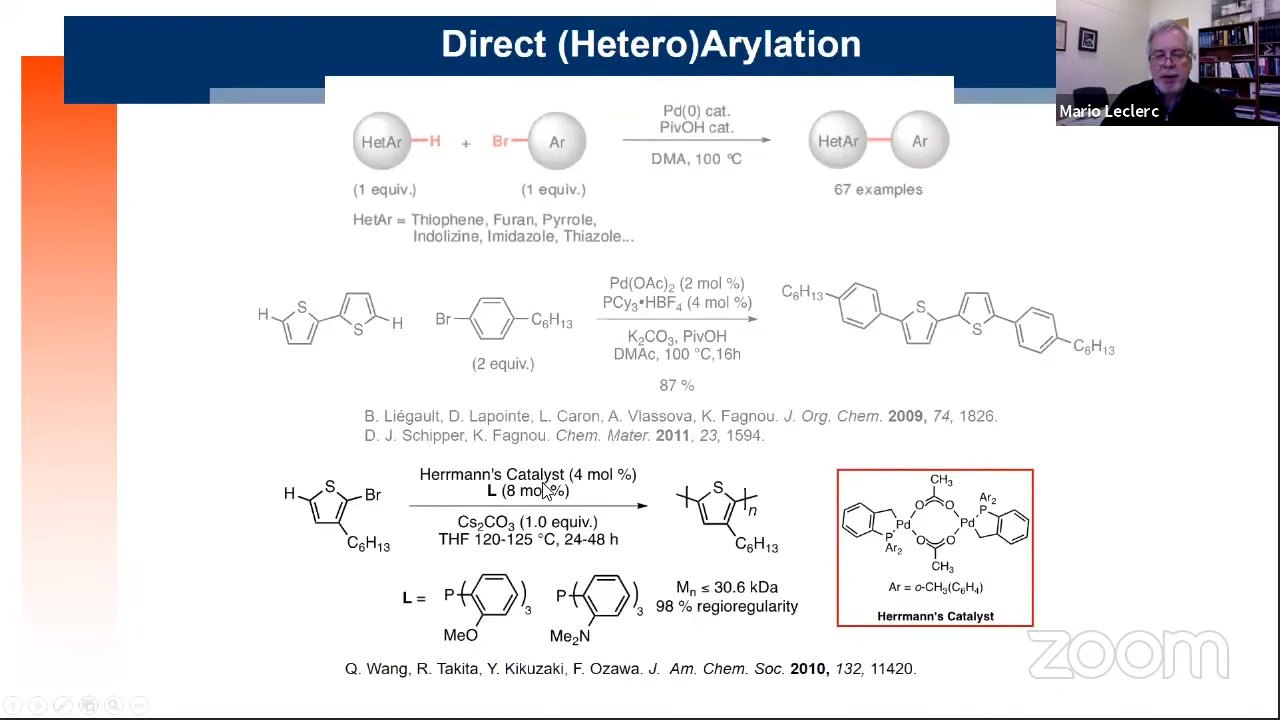 Direct (Hetero)Arylation
Mario Leclerc
Pd(0) cat.
PivOH cat.
HetAr
H
+
Br
Ar
DMA, 100 ℃
HetAr
Ar
(1 equiv.)
(1 equiv.)
67 examples
HetAr = Thiophene, Furan, Pyrrole,
Indolizine, Imidazole, Thiazole...
Pd(OAc)₂ (2 mol %)
PCy₃•HBF₄ (4 mol %)
H
S
S
H
Br
C₆H₁₃
K₂CO₃, PivOH
DMAc, 100 °C,16h
(2 equiv.)
87 %
C₆H₁₃
S
S
C₆H₁₃
B. Liégault, D. Lapointe, L. Caron, A. Vlassova, K. Fagnou. J. Org. Chem. 2009, 74, 1826.
D. J. Schipper, K. Fagnou. Chem. Mater. 2011, 23, 1594.
Herrmann's Catalyst (4 mol %)
L (8 mol %)
H
S
Br
C₆H₁₃
Cs₂CO₃ (1.0 equiv.)
THF 120-125 °C, 24-48 h
S
n
C₆H₁₃
L =
P
3
MeO
P
3
Me₂N
Mₙ ≤ 30.6 kDa
98 % regioregularity
CH₃
O
O
Ar₂
P
Pd
Pd
P
Ar₂
O
O
CH₃
Ar = o-CH₃(C₆H₄)
Herrmann's Catalyst
Q. Wang, R. Takita, Y. Kikuzaki, F. Ozawa. J. Am. Chem. Soc. 2010, 132, 11420.
zoom